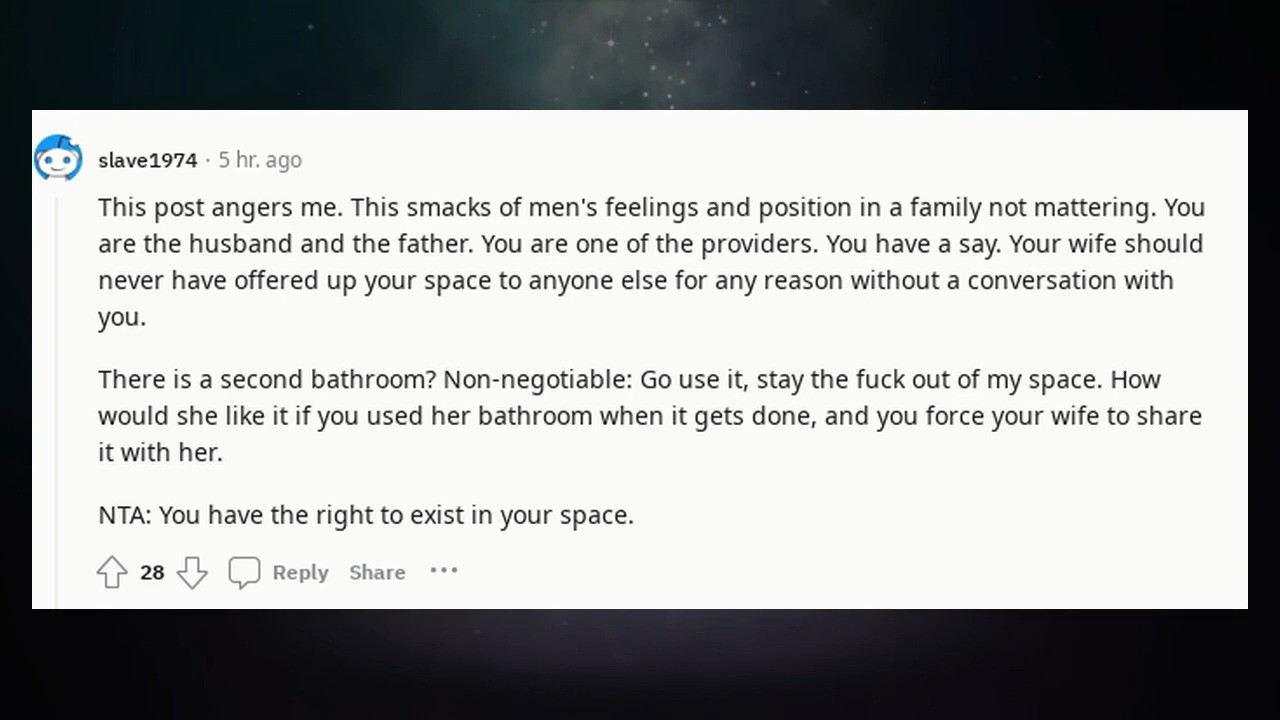 slave1974 · 5 hr. ago
This post angers me. This smacks of men's feelings and position in a family not mattering. You
are the husband and the father. You are one of the providers. You have a say. Your wife should
never have offered up your space to anyone else for any reason without a conversation with
you.
There is a second bathroom? Non-negotiable: Go use it, stay the fuck out of my space. How
would she like it if you used her bathroom when it gets done, and you force your wife to share
it with her.
NTA: You have the right to exist in your space.
28 Reply Share •••